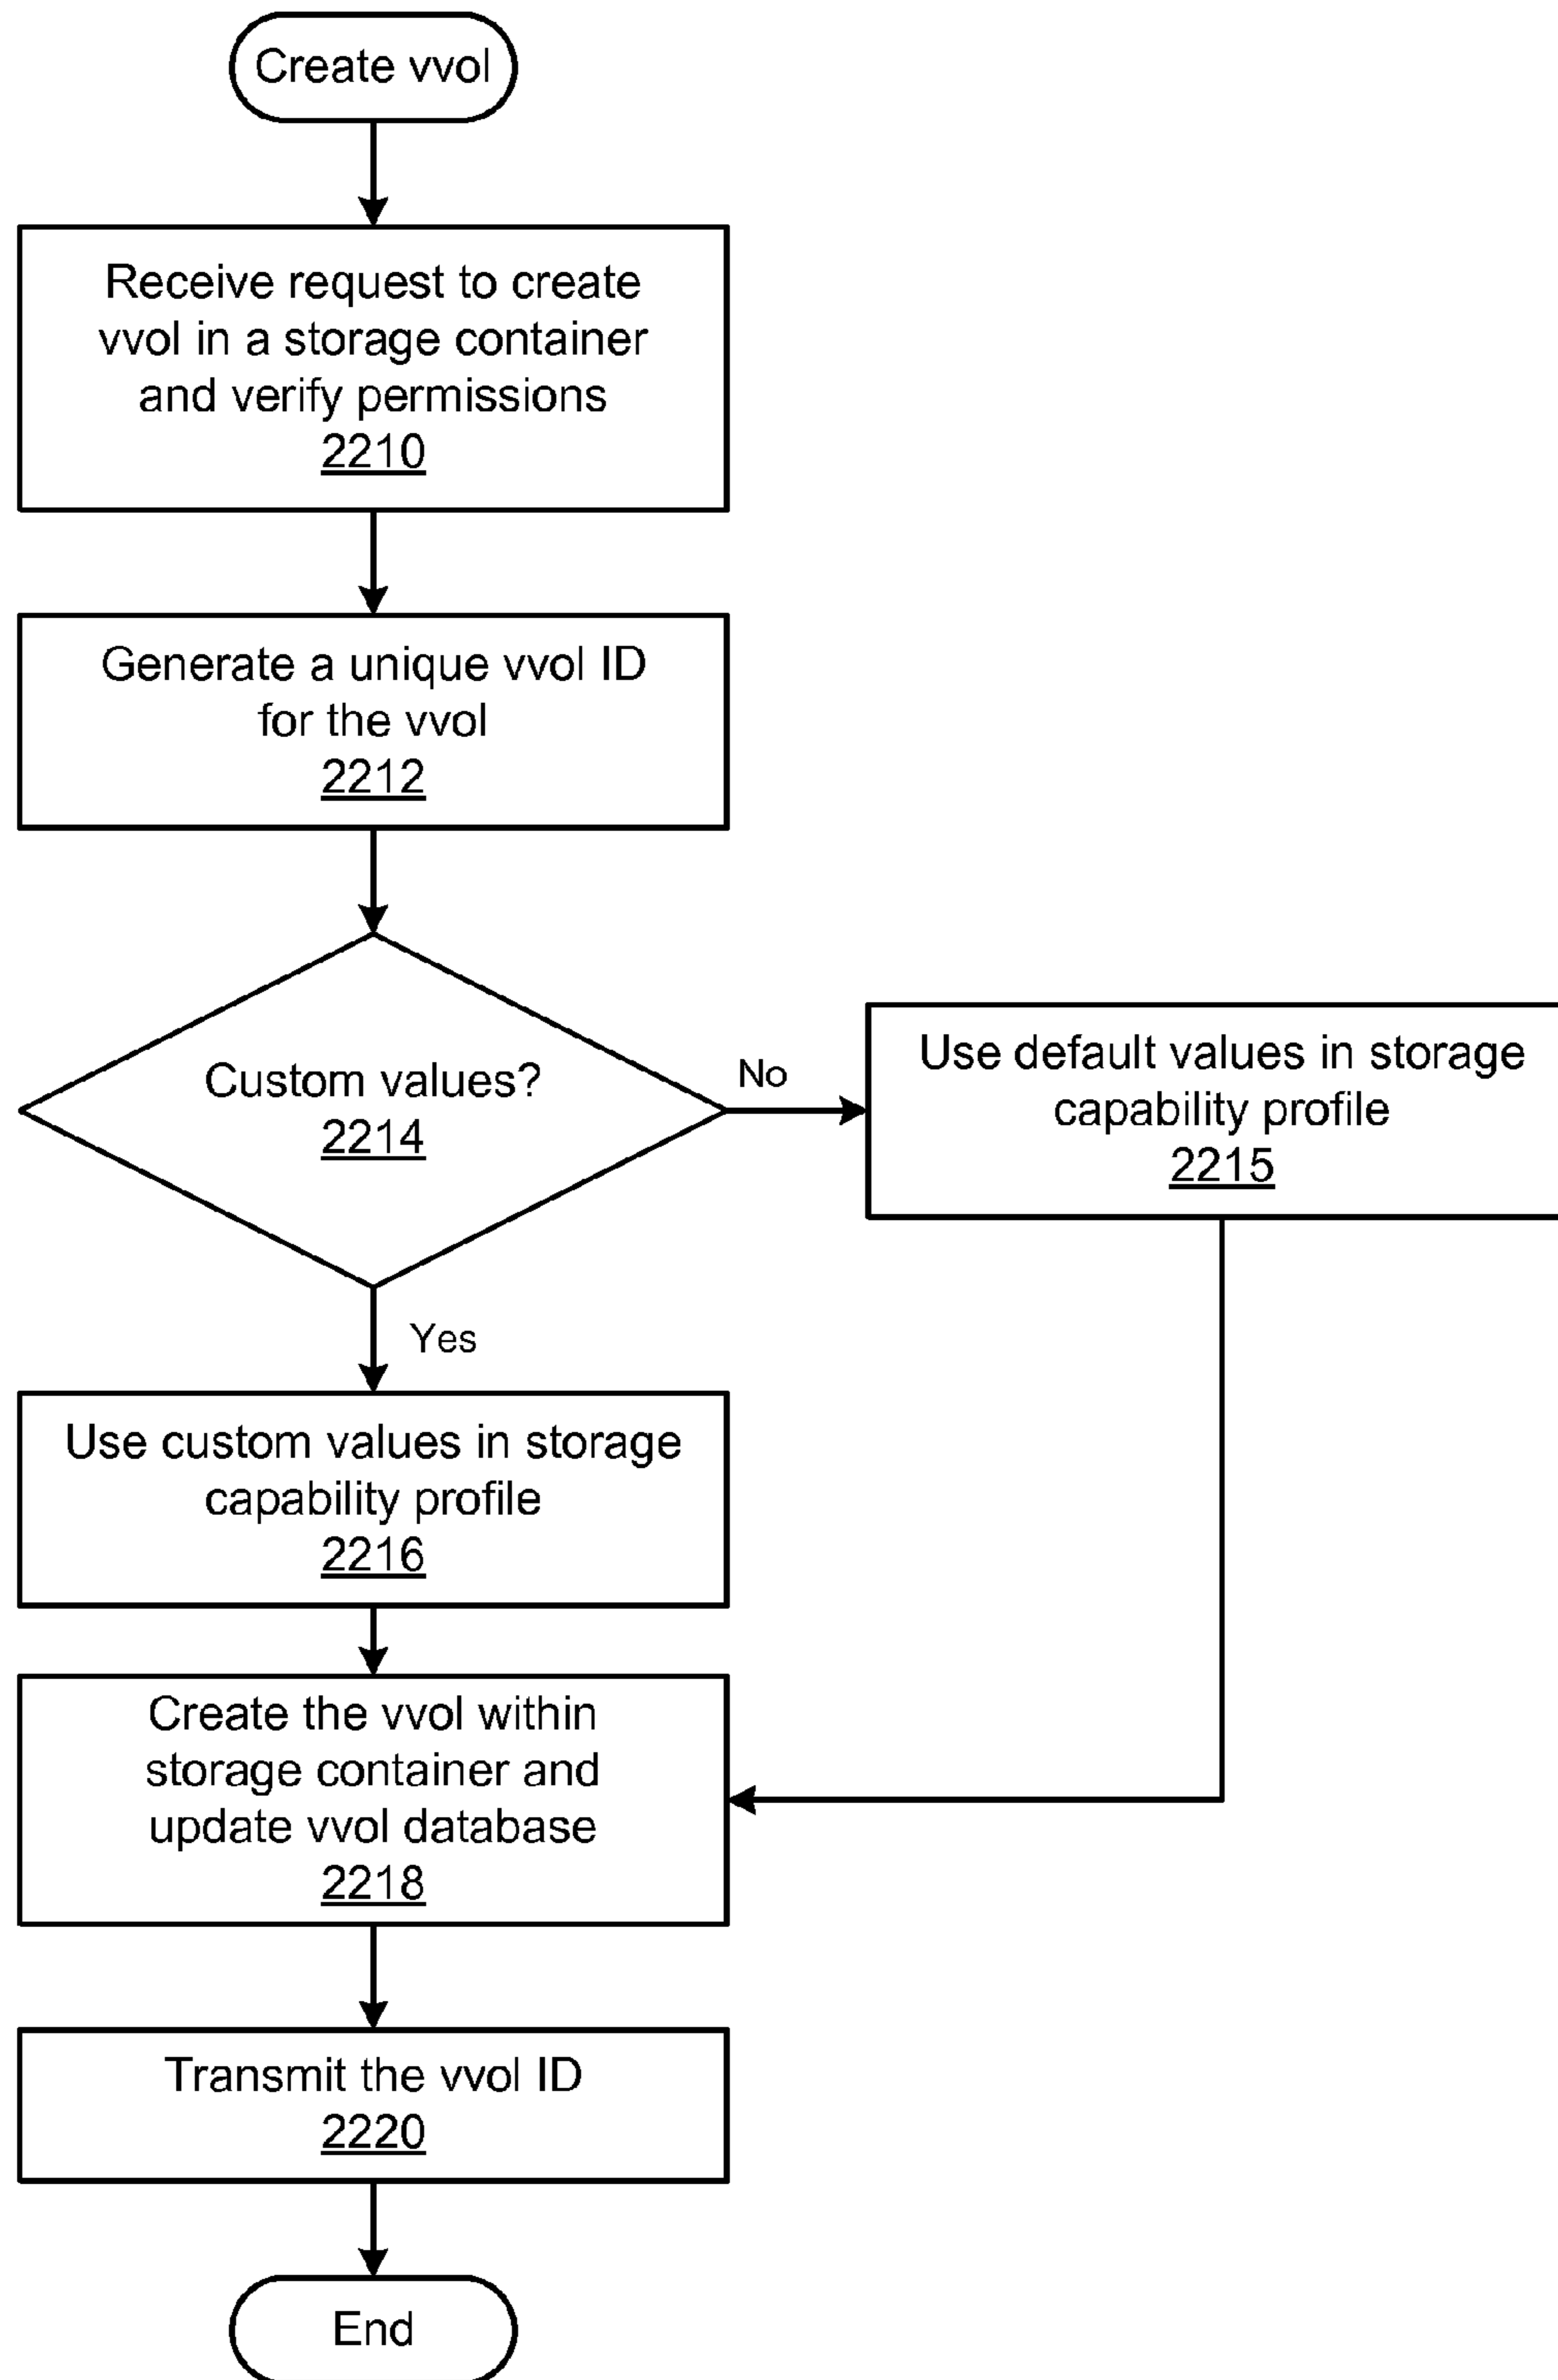 Create vvol
Receive request to create
vvol in a storage container
and verify permissions
2210
Generate a unique vvol ID
for the vvol
2212
Custom values?
2214
No
Use default values in storage
capability profile
2215
Yes
Use custom values in storage
capability profile
2216
Create the vvol within
storage container and
update vvol database
2218
Transmit the vvol ID
2220
End